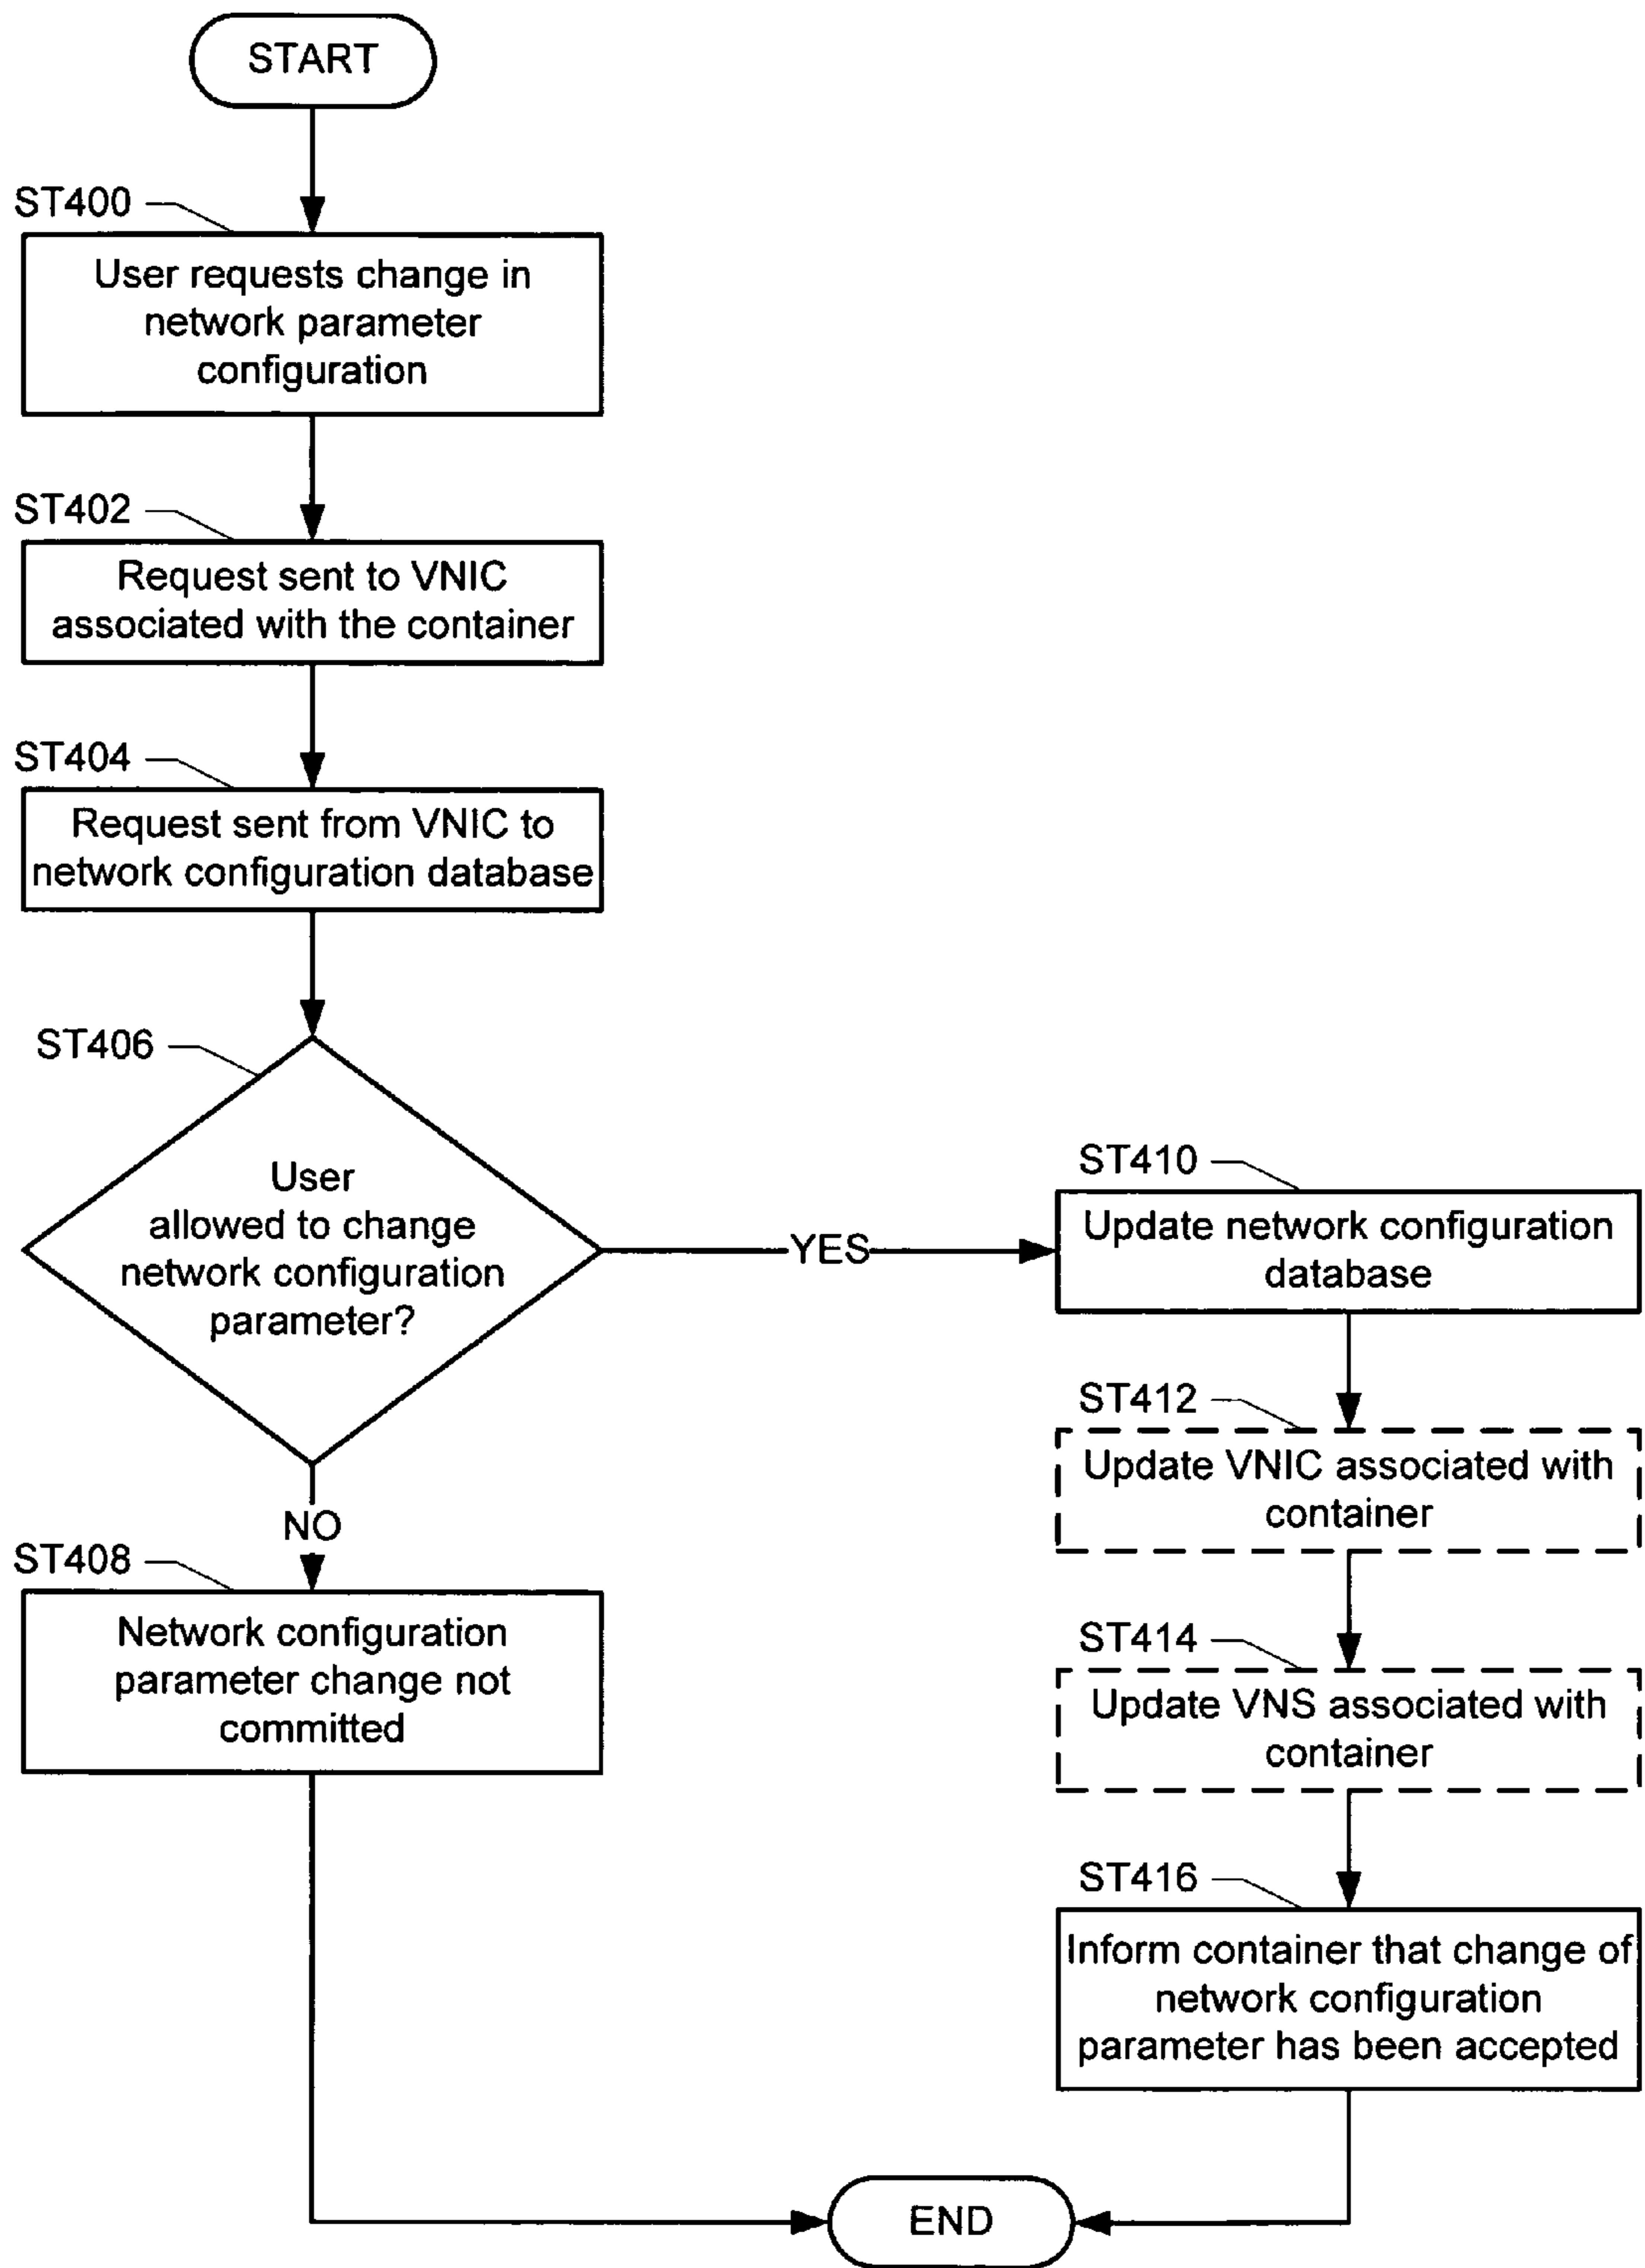 START
ST400
User requests change in
network parameter
configuration
ST402
Request sent to VNIC
associated with the container
ST404
Request sent from VNIC to
network configuration database
ST406
User
allowed to change
network configuration
parameter?
YES
NO
ST408
Network configuration
parameter change not
committed
ST410
Update network configuration
database
ST412
Update VNIC associated with
container
ST414
Update VNS associated with
container
ST416
Inform container that change of
network configuration
parameter has been accepted
END